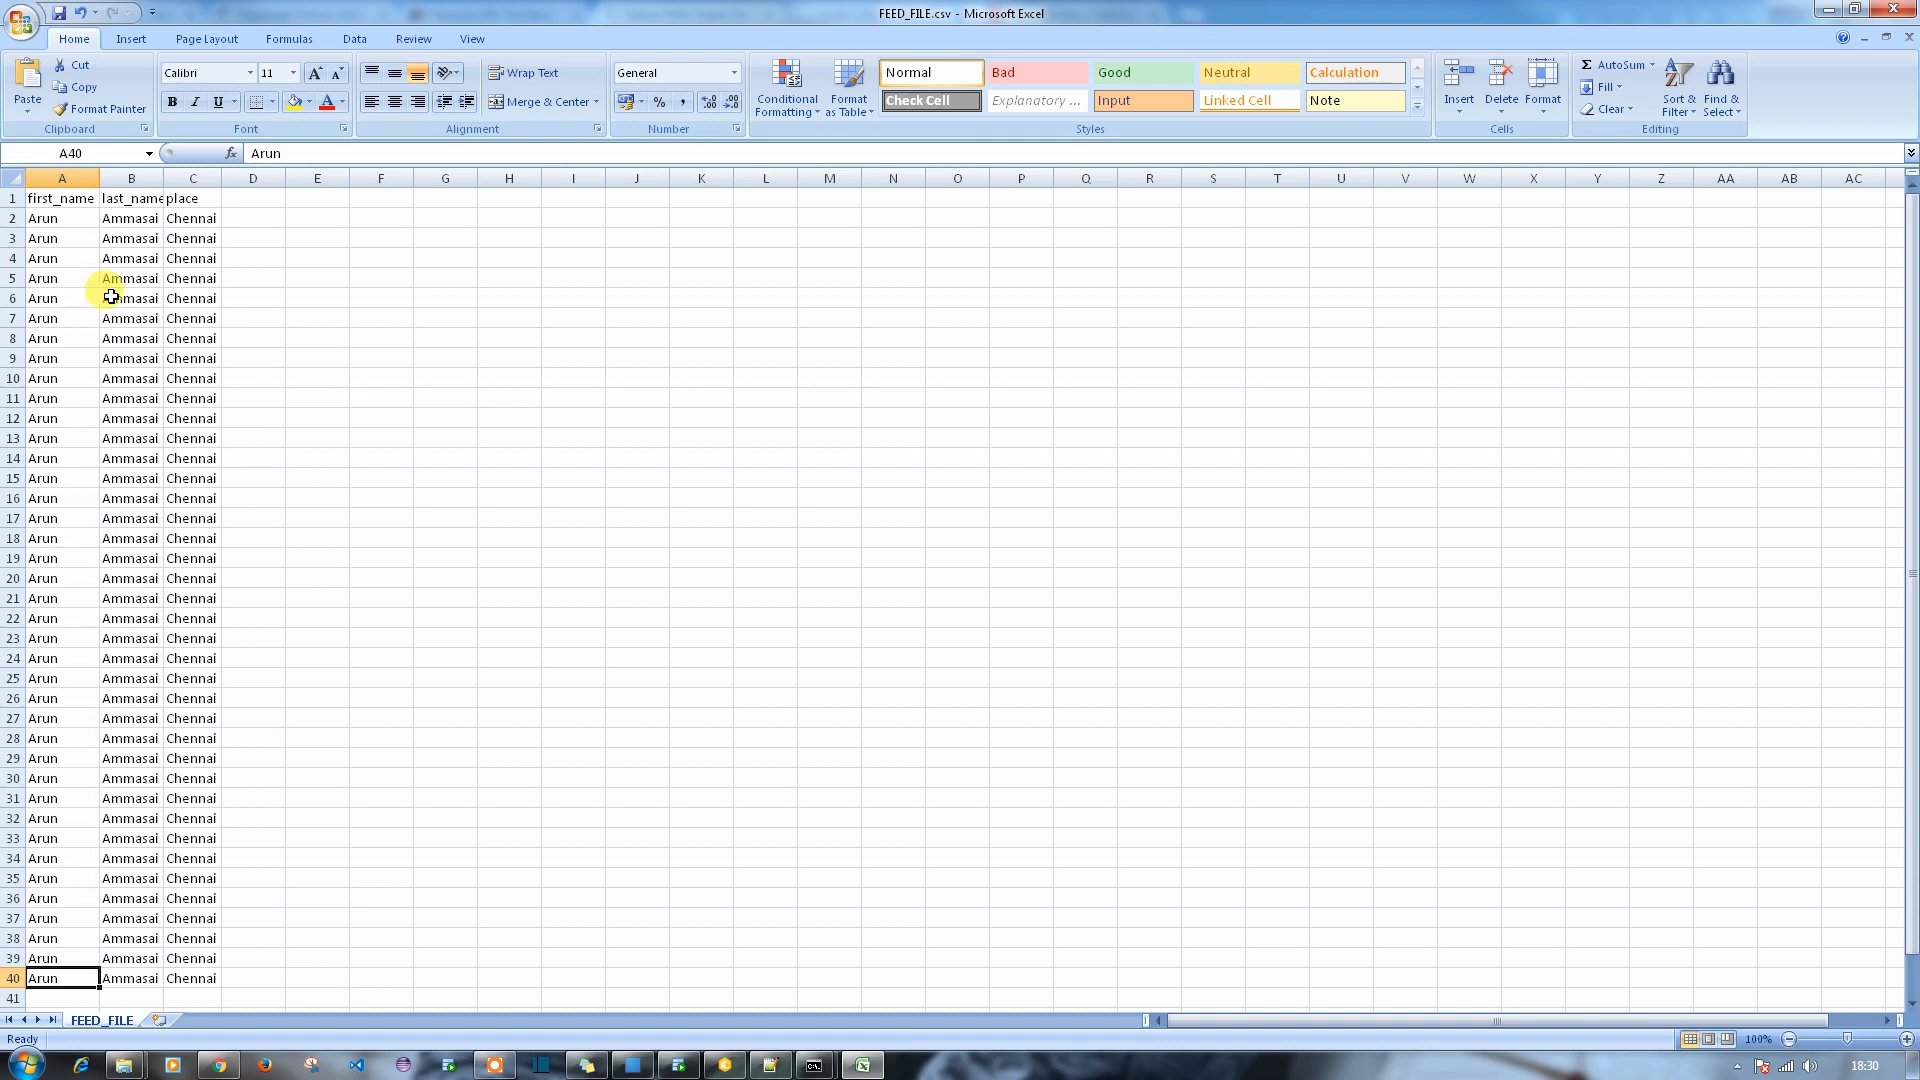 FEED_FILE.csv - Microsoft Excel
Home Insert Page Layout Formulas Data Review View
Paste
Cut
Copy
Format Painter
Clipboard
Calibri 11
B I U
Font
Wrap Text
Merge & Center
Alignment
General
Number
Conditional Formatting
Format as Table
Normal Bad Good Neutral Calculation
Check Cell Explanatory ... Input Linked Cell Note
Styles
Insert Delete Format
Cells
AutoSum
Fill
Clear
Sort & Filter
Find & Select
Editing
A40 fx Arun
A B C D E F G H I J K L M N O P Q R S T U V W X Y Z AA AB AC
1 first_name last_name place
2 Arun Ammasai Chennai
3 Arun Ammasai Chennai
4 Arun Ammasai Chennai
5 Arun Ammasai Chennai
6 Arun Ammasai Chennai
7 Arun Ammasai Chennai
8 Arun Ammasai Chennai
9 Arun Ammasai Chennai
10 Arun Ammasai Chennai
11 Arun Ammasai Chennai
12 Arun Ammasai Chennai
13 Arun Ammasai Chennai
14 Arun Ammasai Chennai
15 Arun Ammasai Chennai
16 Arun Ammasai Chennai
17 Arun Ammasai Chennai
18 Arun Ammasai Chennai
19 Arun Ammasai Chennai
20 Arun Ammasai Chennai
21 Arun Ammasai Chennai
22 Arun Ammasai Chennai
23 Arun Ammasai Chennai
24 Arun Ammasai Chennai
25 Arun Ammasai Chennai
26 Arun Ammasai Chennai
27 Arun Ammasai Chennai
28 Arun Ammasai Chennai
29 Arun Ammasai Chennai
30 Arun Ammasai Chennai
31 Arun Ammasai Chennai
32 Arun Ammasai Chennai
33 Arun Ammasai Chennai
34 Arun Ammasai Chennai
35 Arun Ammasai Chennai
36 Arun Ammasai Chennai
37 Arun Ammasai Chennai
38 Arun Ammasai Chennai
39 Arun Ammasai Chennai
40 Arun Ammasai Chennai
41
FEED_FILE
Ready 100%
18:30